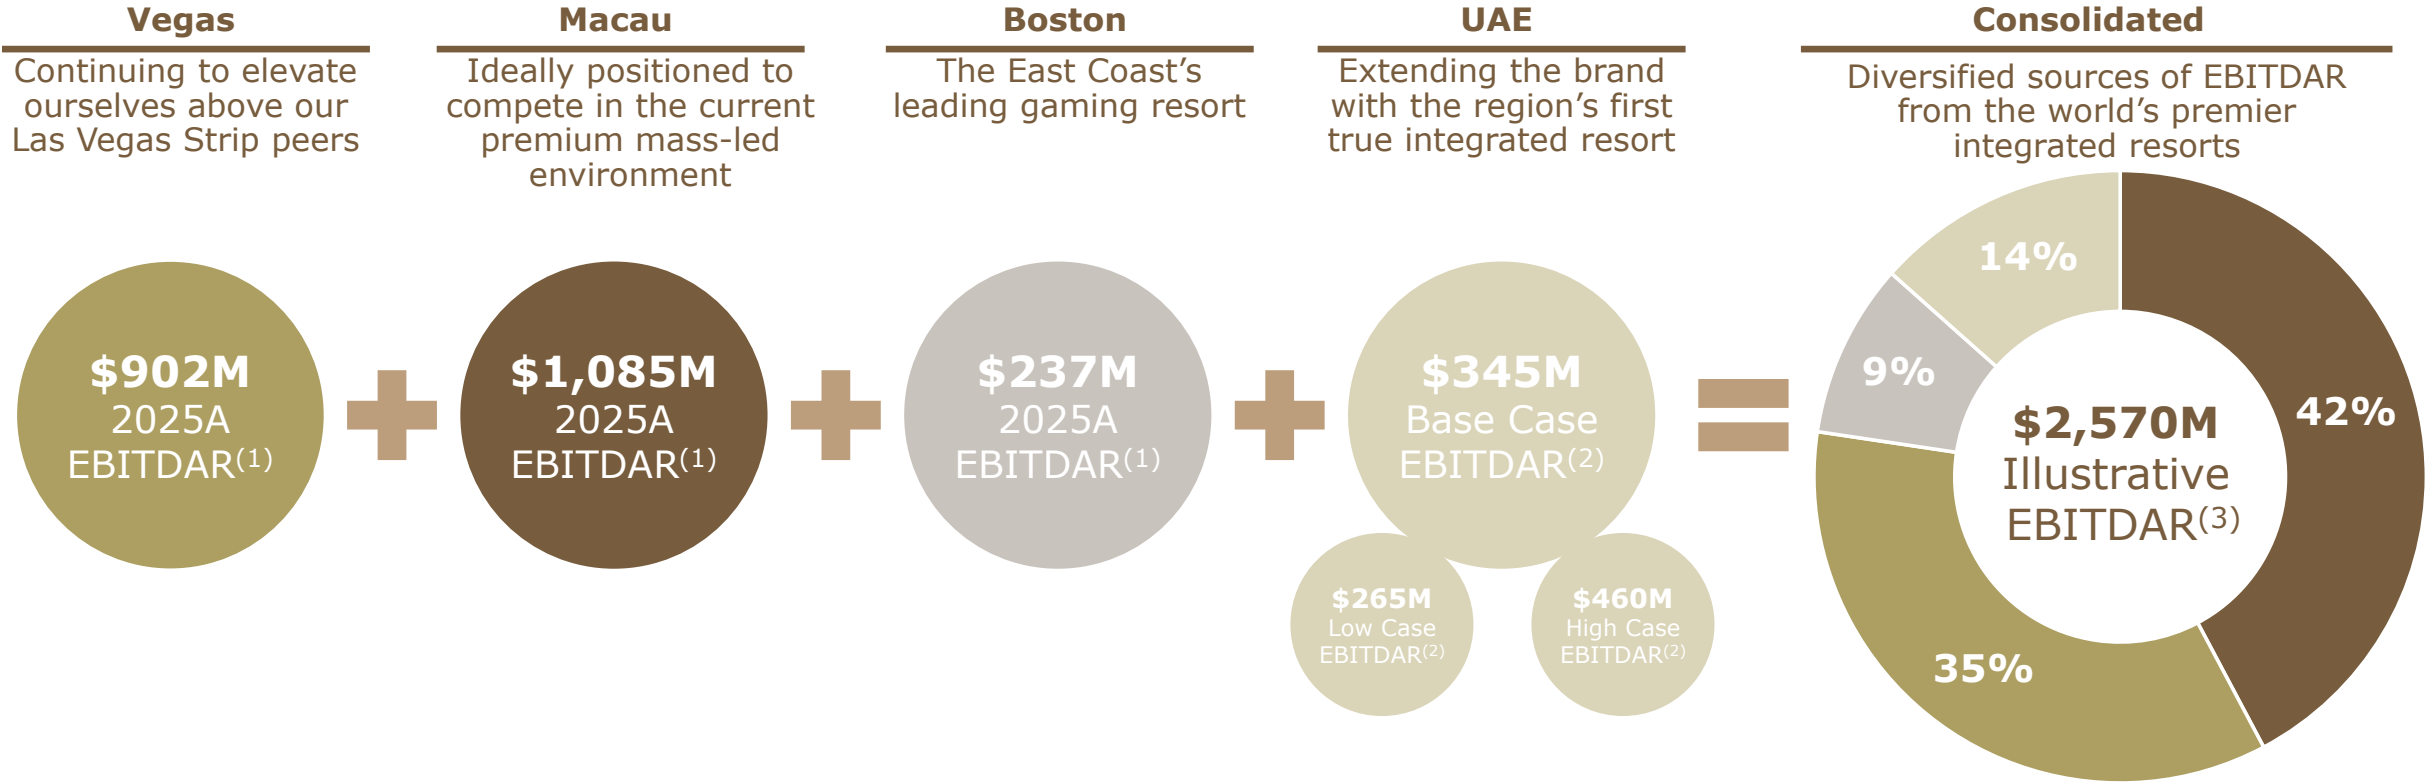 Vegas
Continuing to elevate
ourselves above our
Las Vegas Strip peers
Macau
Ideally positioned to
compete in the current
premium mass-led
environment
Boston
The East Coast’s
leading gaming resort
UAE
Extending the brand
with the region’s first
true integrated resort
Consolidated
Diversified sources of EBITDAR
from the world’s premier
integrated resorts
$902M
2025A
EBITDAR(1)
$1,085M
2025A
EBITDAR(1)
$237M
2025A
EBITDAR(1)
$345M
Base Case
EBITDAR(2)
$265M
Low Case
EBITDAR(2)
$460M
High Case
EBITDAR(2)
14%
9%
42%
35%
$2,570M
Illustrative
EBITDAR(3)